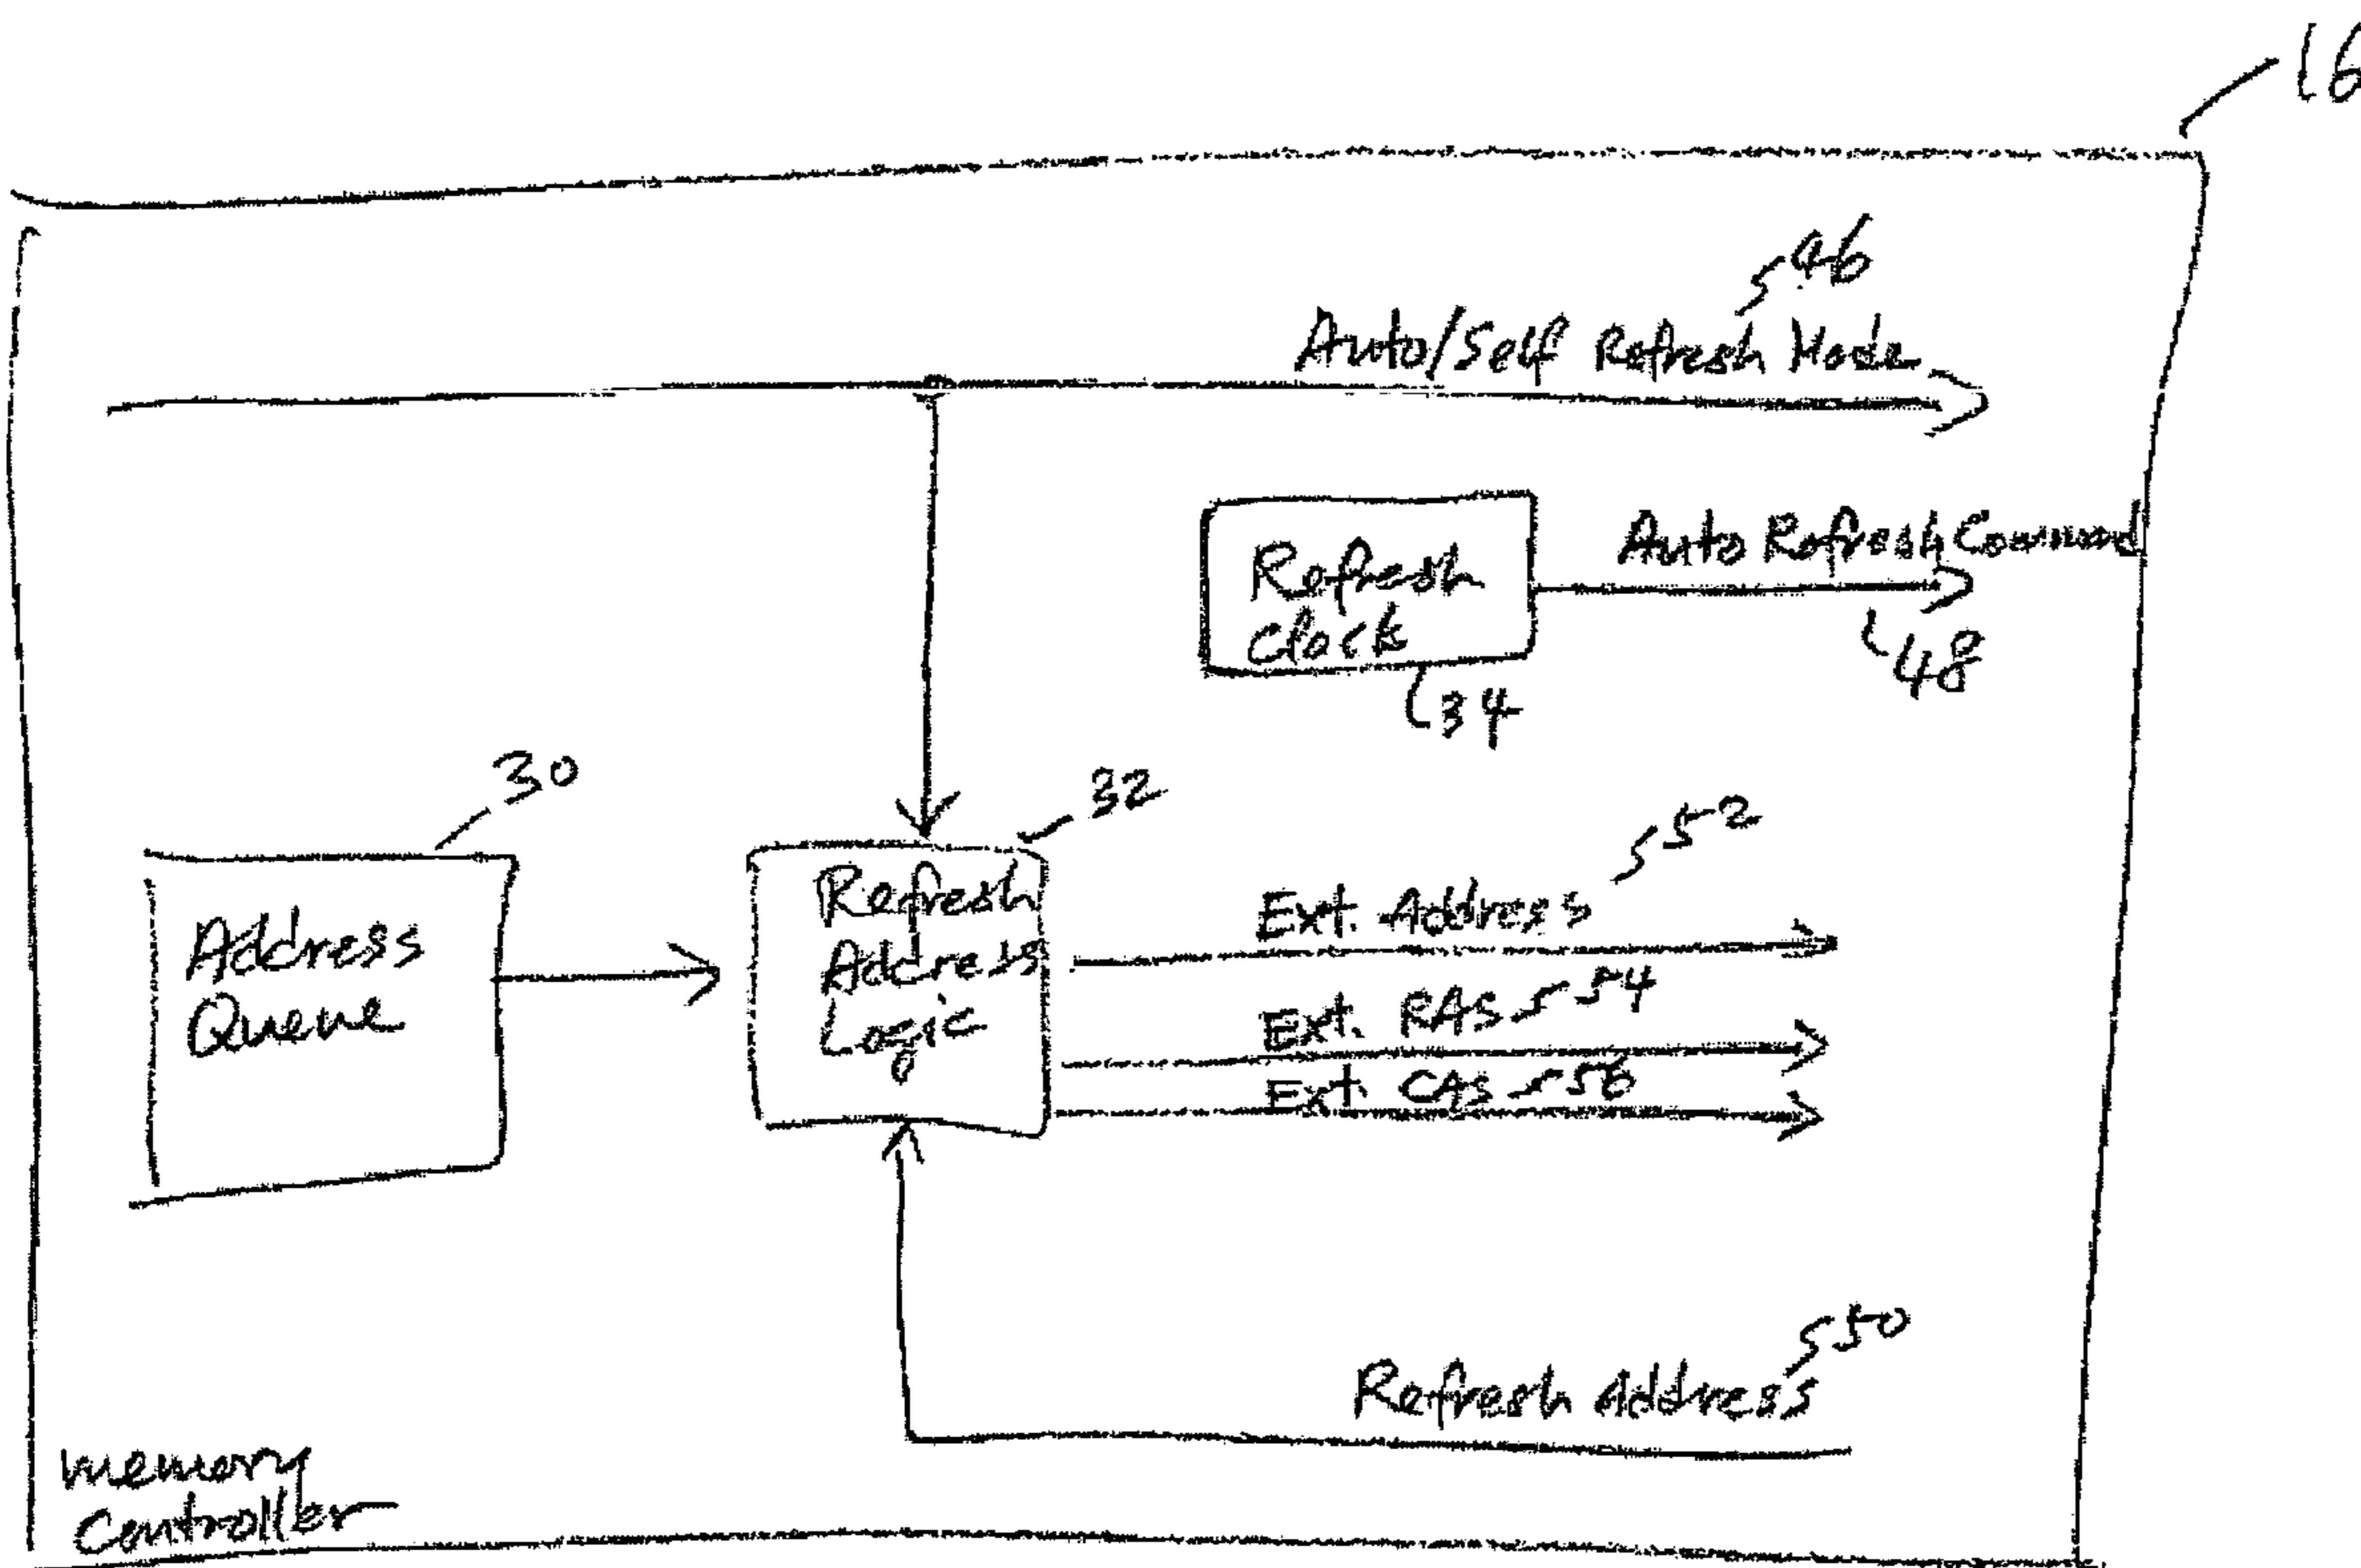 16
46
Auto/Self Refresh Mode
Refresh
Clock
34
Auto Refresh Command
48
30
32
Address
Queue
Refresh
Address
Logic
52
Ext. Address
Ext. RAS 54
Ext. CAS 56
50
Refresh Address
memory
Controller